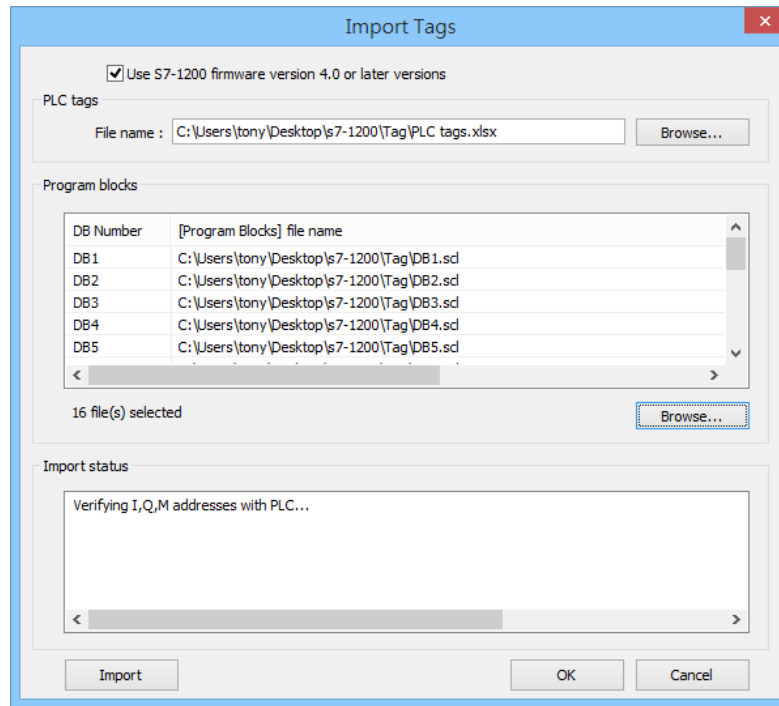 Import Tags
Use S7-1200 firmware version 4.0 or later versions
PLC tags
File name : C:\Users\tony\Desktop\s7-1200\Tag\PLC tags.xlsx Browse...
Program blocks
DB Number [Program Blocks] file name
DB1 C:\Users\tony\Desktop\s7-1200\Tag\DB1.scl
DB2 C:\Users\tony\Desktop\s7-1200\Tag\DB2.scl
DB3 C:\Users\tony\Desktop\s7-1200\Tag\DB3.scl
DB4 C:\Users\tony\Desktop\s7-1200\Tag\DB4.scl
DB5 C:\Users\tony\Desktop\s7-1200\Tag\DB5.scl
16 file(s) selected Browse...
Import status
Verifying I,Q,M addresses with PLC...
Import OK Cancel